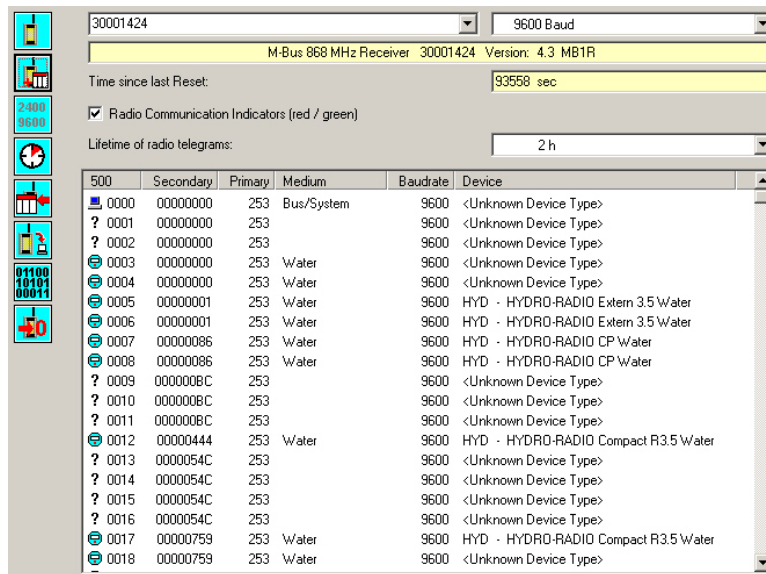 30001424 9600 Baud
M-Bus 868 MHz Receiver 30001424 Version: 4.3 MB1R
Time since last Reset: 93558 sec
2400
9600
Radio Communication Indicators (red / green)
Lifetime of radio telegrams: 2 h
500 Secondary Primary Medium Baudrate Device
0000 00000000 253 Bus/System 9600 <Unknown Device Type>
? 0001 00000000 253 9600 <Unknown Device Type>
? 0002 00000000 253 9600 <Unknown Device Type>
0003 00000000 253 Water 9600 <Unknown Device Type>
0004 00000000 253 Water 9600 <Unknown Device Type>
0005 00000001 253 Water 9600 HYD - HYDRO-RADIO Extern 3.5 Water
0006 00000001 253 Water 9600 HYD - HYDRO-RADIO Extern 3.5 Water
0007 00000086 253 Water 9600 HYD - HYDRO-RADIO CP Water
0008 00000086 253 Water 9600 HYD - HYDRO-RADIO CP Water
? 0009 000000BC 253 9600 <Unknown Device Type>
? 0010 000000BC 253 9600 <Unknown Device Type>
? 0011 000000BC 253 9600 <Unknown Device Type>
0012 00000444 253 Water 9600 HYD - HYDRO-RADIO Compact R3.5 Water
? 0013 0000054C 253 9600 <Unknown Device Type>
? 0014 0000054C 253 9600 <Unknown Device Type>
? 0015 0000054C 253 9600 <Unknown Device Type>
? 0016 0000054C 253 9600 <Unknown Device Type>
0017 00000759 253 Water 9600 HYD - HYDRO-RADIO Compact R3.5 Water
0018 00000759 253 Water 9600 <Unknown Device Type>
01100
10101
00011
0